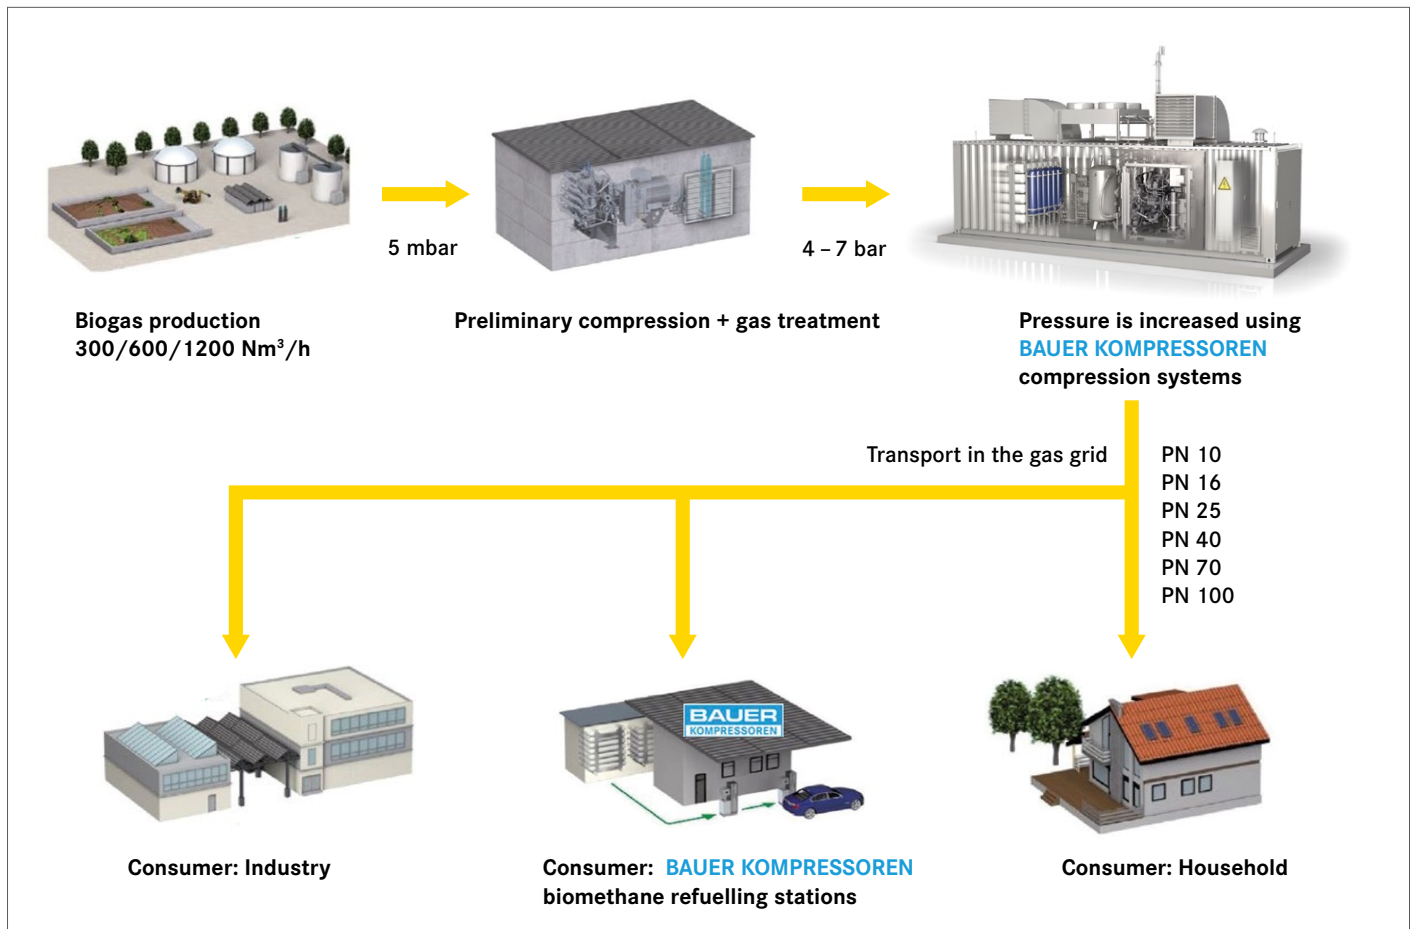 5 mbar
4 – 7 bar
Biogas production
300/600/1200 Nm³/h
Preliminary compression + gas treatment
Pressure is increased using
BAUER KOMPRESSOREN
compression systems
Transport in the gas grid
PN 10
PN 16
PN 25
PN 40
PN 70
PN 100
BAUER
KOMPRESSOREN
Consumer: Industry
Consumer: BAUER KOMPRESSOREN
biomethane refuelling stations
Consumer: Household